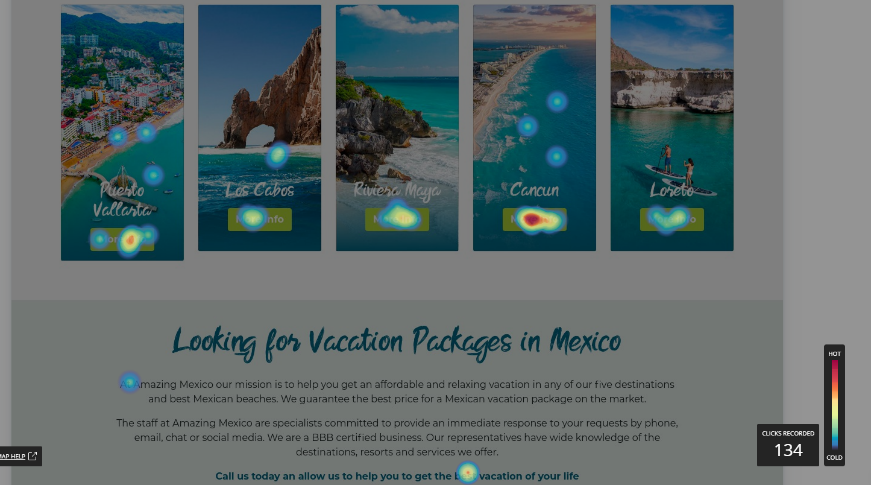 Puerto
Vallarta
Los Cabos
Riviera Maya
Cancun
Loreto
Info
Looking for Vacation Packages in Mexico
Amazing Mexico our mission is to help you get an affordable and relaxing vacation in any of our five destinations
and best Mexican beaches. We guarantee the best price for a Mexican vacation package on the market.
The staff at Amazing Mexico are specialists committed to provide an immediate response to your requests by phone,
email, chat or social media. We are a BBB certified business. Our representatives have wide knowledge of the
destinations, resorts and services we offer.
Call us today an allow us to help you to get the vacation of your life
MAP HELP
CLICKS RECORDED
134
HOT
COLD